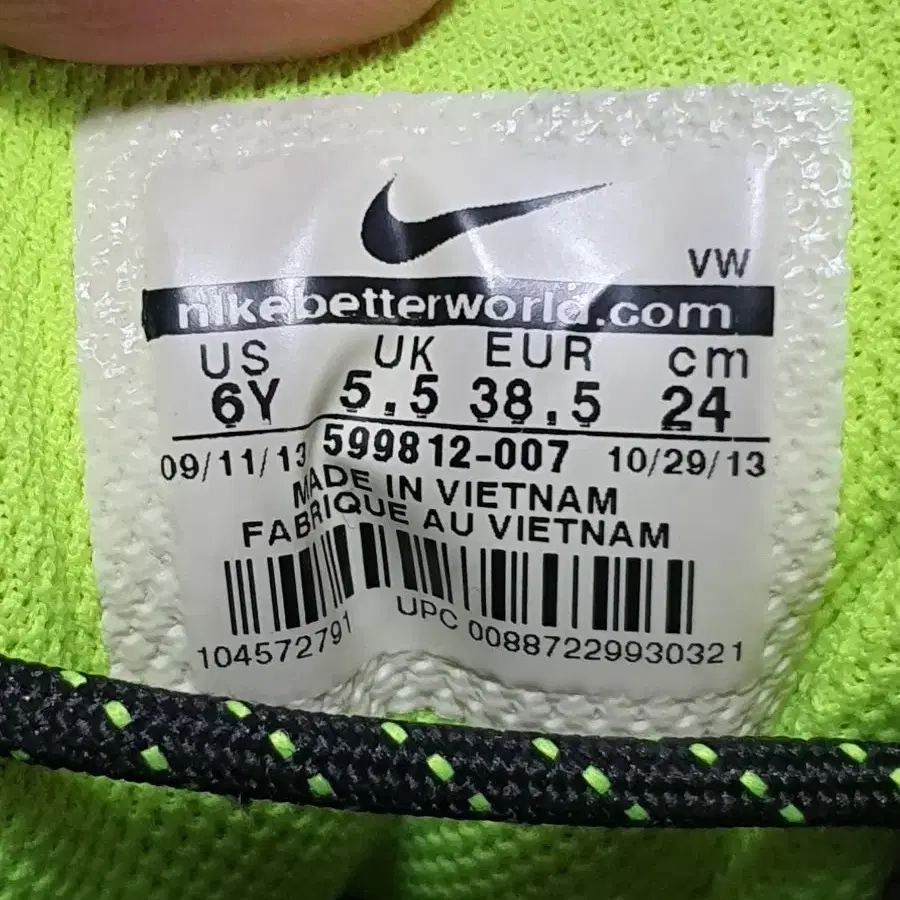 VW
nikebetterworld.com
US UK EUR cm
6Y 5.5 38.5 24
09/11/13 599812-007 10/29/13
MADE IN VIETNAM
FABRIQUE AU VIETNAM
104572791 UPC 00887229930321